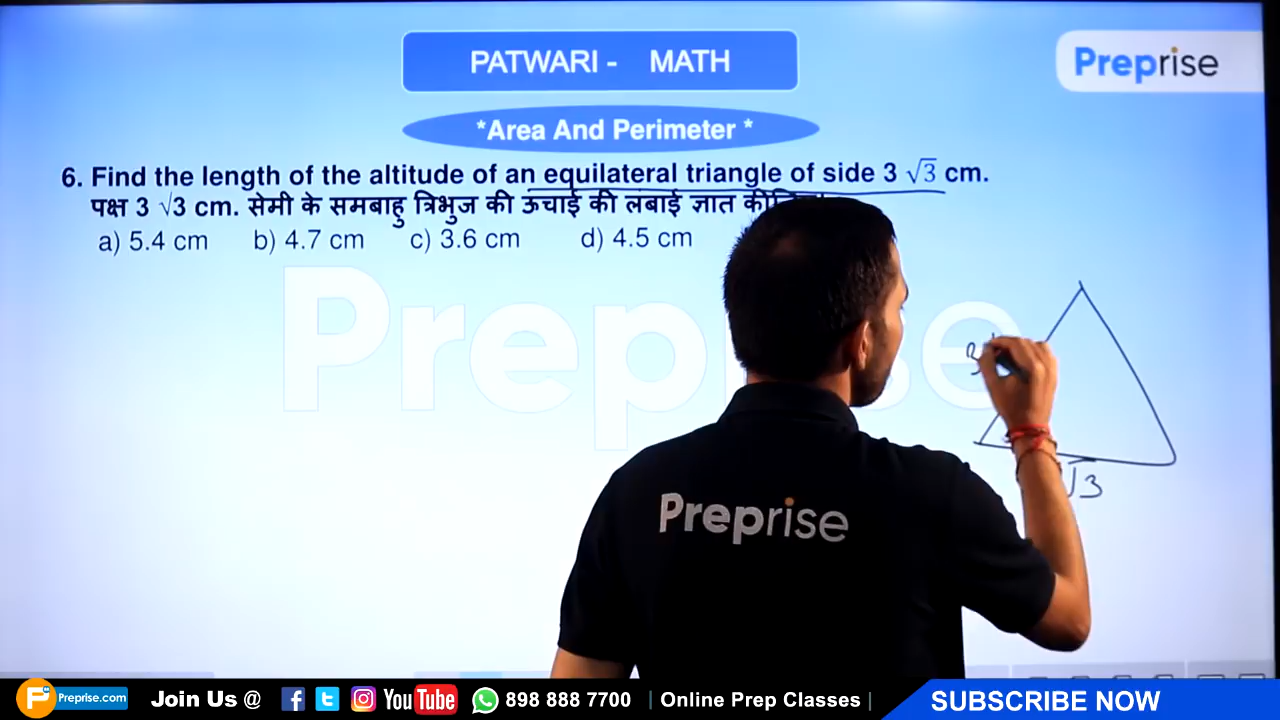 PATWARI - MATH
Preprise
*Area And Perimeter *
6. Find the length of the altitude of an equilateral triangle of side 3 √3 cm.
पक्ष 3 √3 cm. सेमी के समबाहु त्रिभुज की ऊंचाई की लंबाई ज्ञात
a) 5.4 cm b) 4.7 cm c) 3.6 cm d) 4.5 cm
Preprise
3
√3
Preprise
P Preprise.com Join Us @ f You Tube 898 888 7700 | Online Prep Classes | SUBSCRIBE NOW